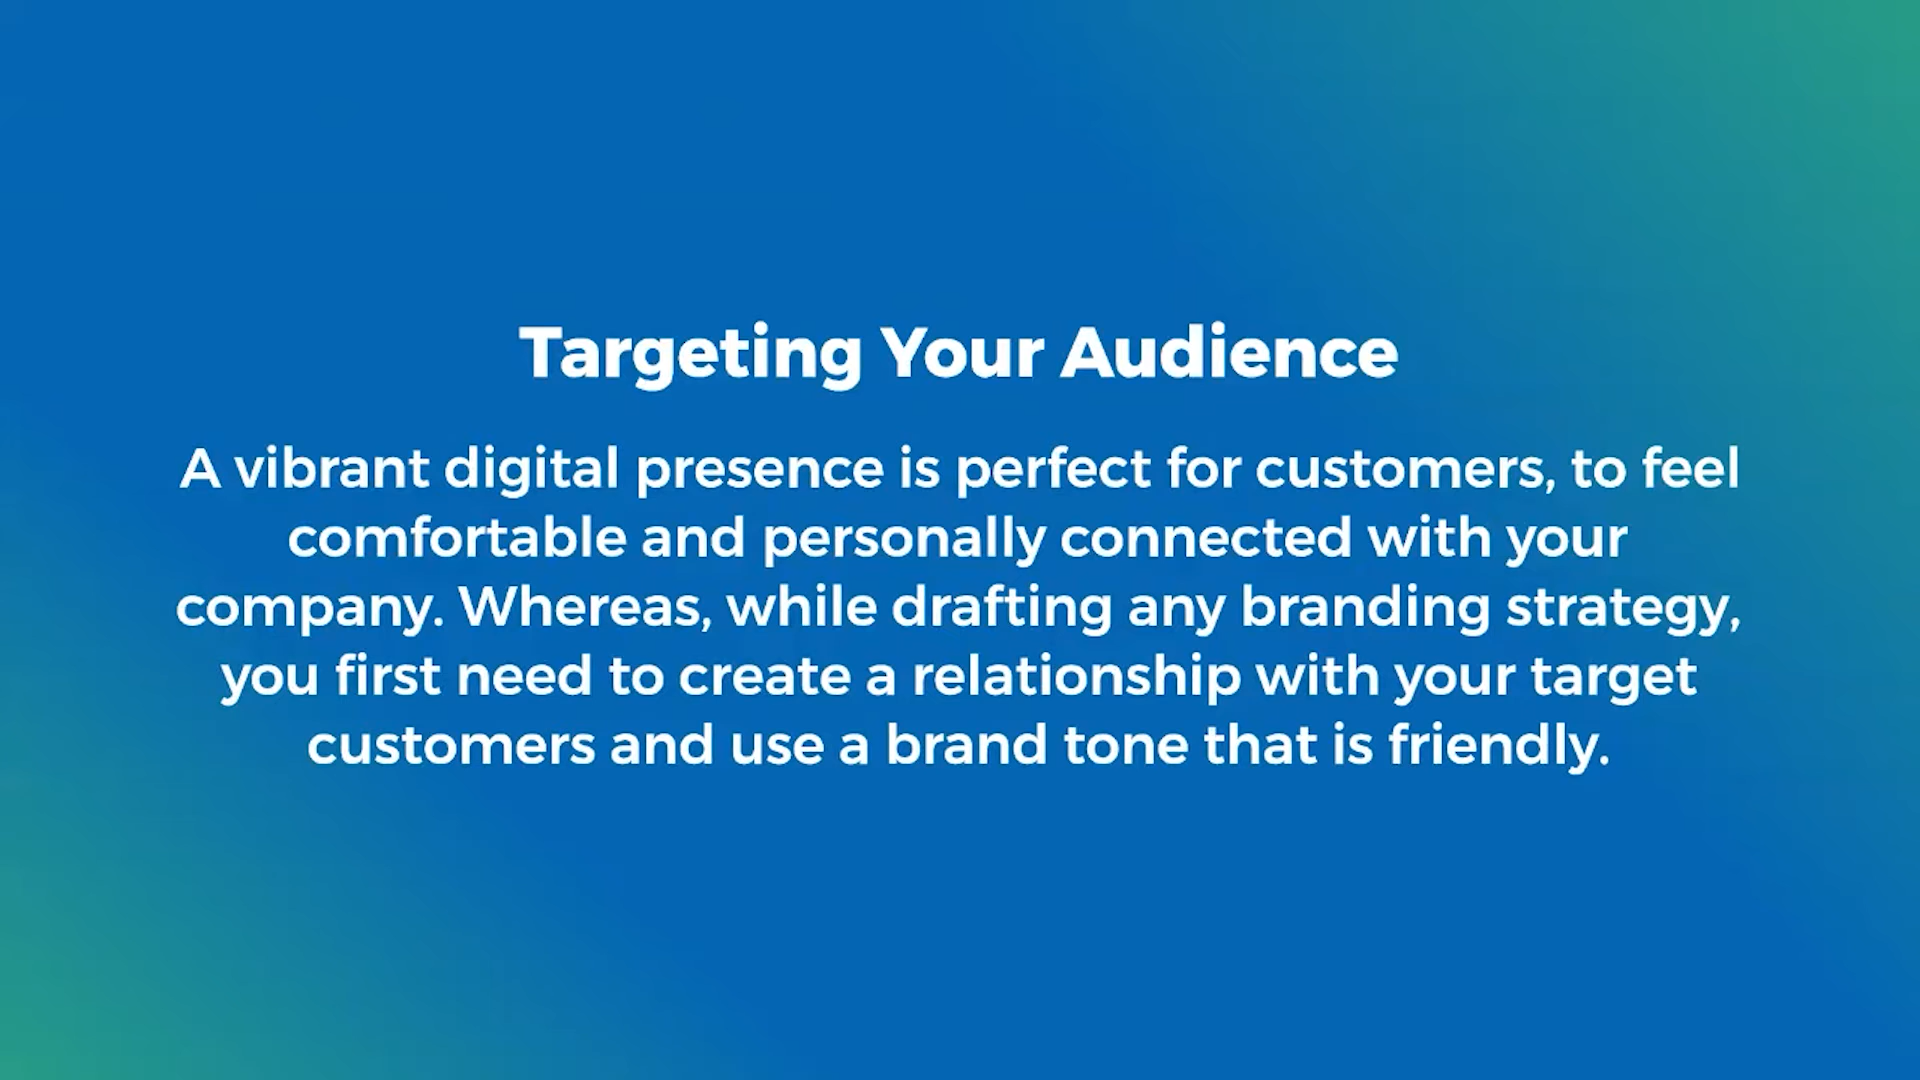 Targeting Your Audience
A vibrant digital presence is perfect for customers, to feel
comfortable and personally connected with your
company. Whereas, while drafting any branding strategy,
you first need to create a relationship with your target
customers and use a brand tone that is friendly.